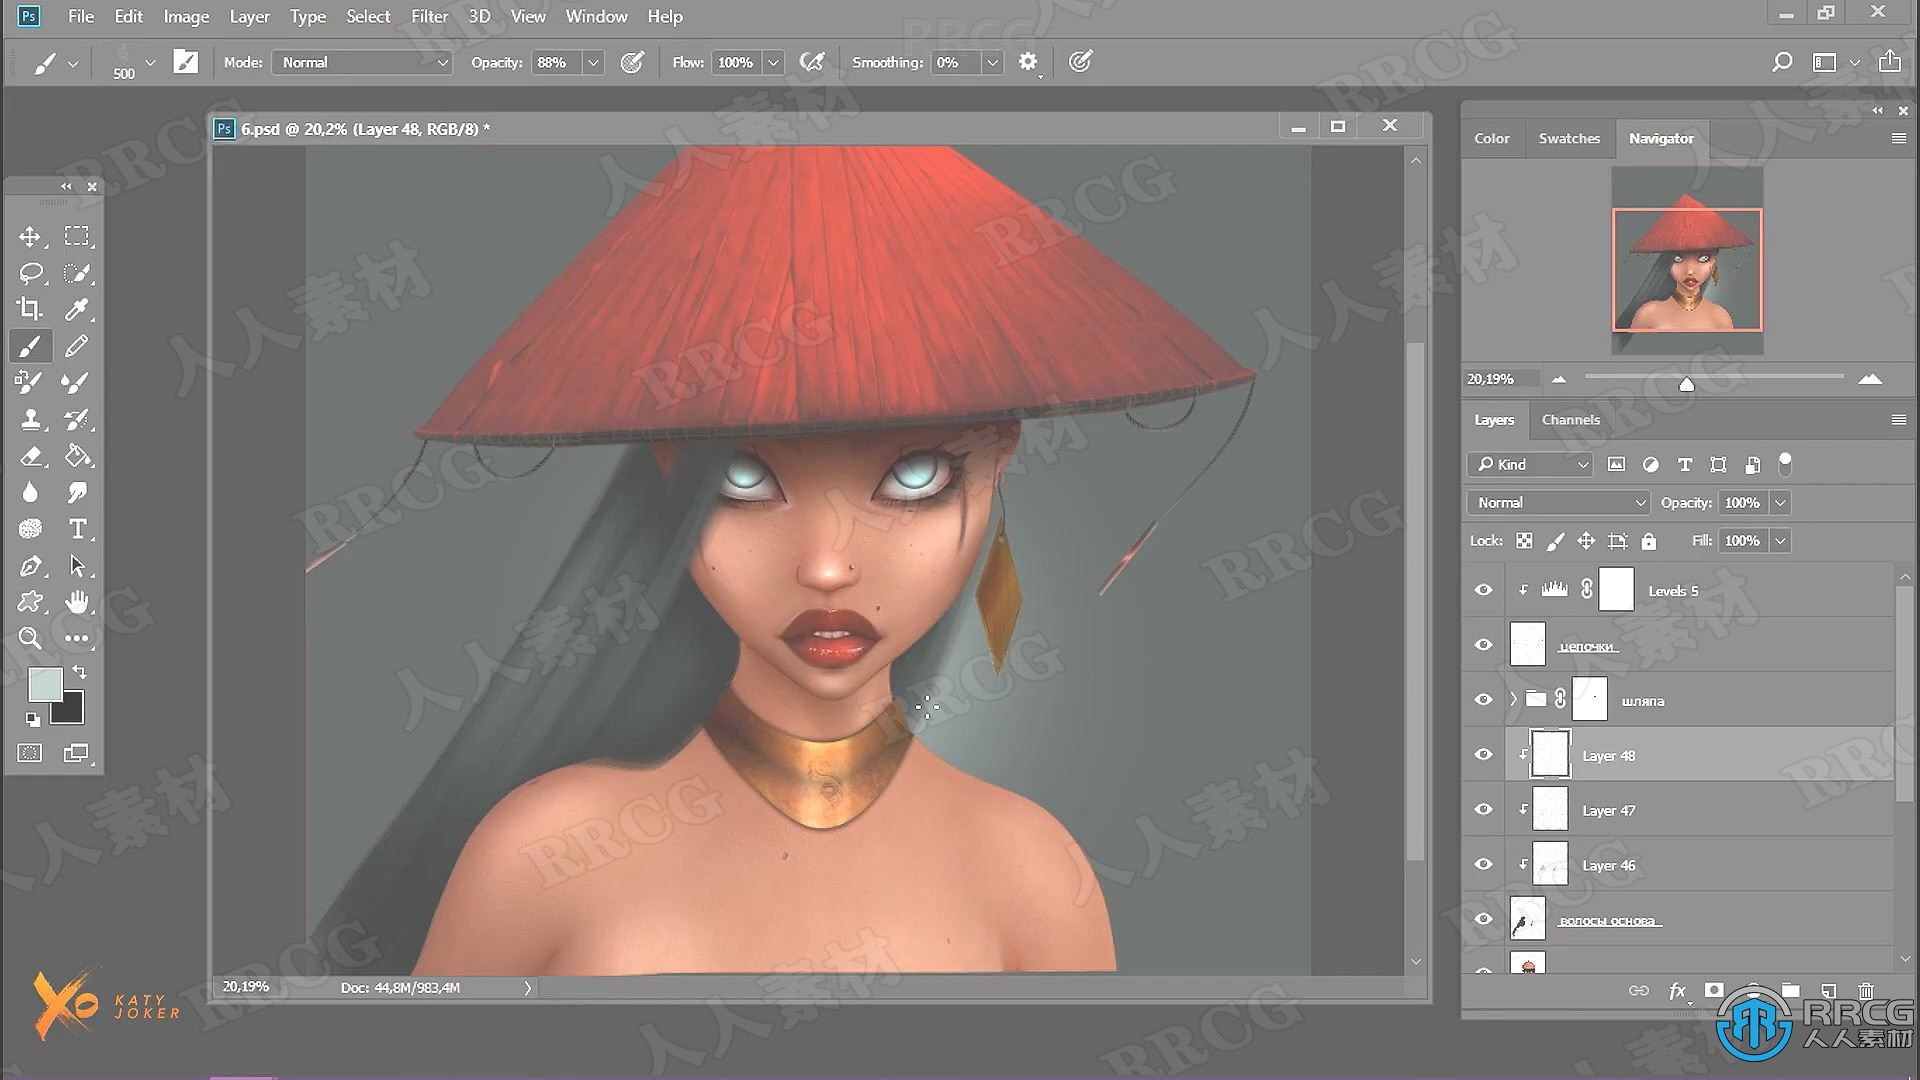 Ps File Edit Image Layer Type Select Filter 3D View Window Help
500 Mode: Normal Opacity: 88% Flow: 100% Smoothing: 0%
Ps 6.psd @ 20,2% (Layer 48, RGB/8) *
Color Swatches Navigator
20,19%
Layers Channels
Kind
Normal Opacity: 100%
Lock: Fill: 100%
Levels 5
цепочки
шляпа
Layer 48
Layer 47
Layer 46
волосы основа
fx
20,19% Doc: 44,8M/983,4M
XO KATY
JOKER
RRCG
人人素材